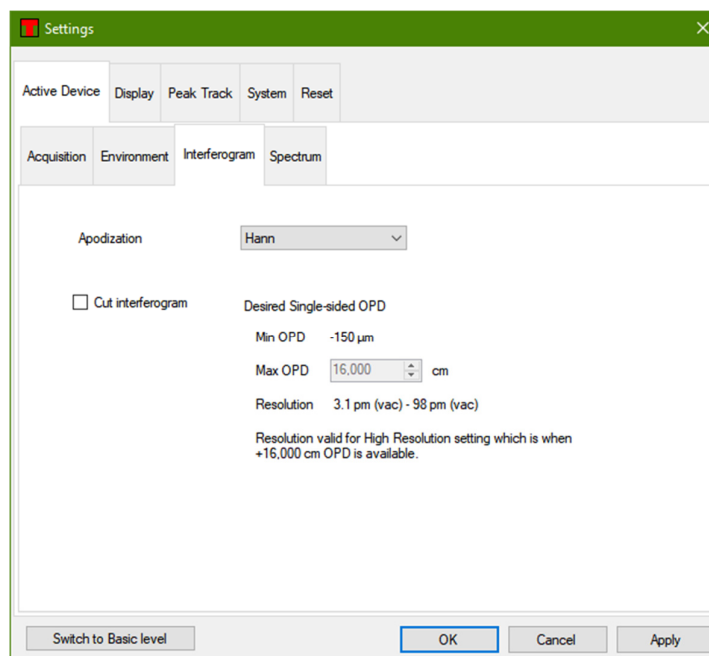 Settings
Active Device Display Peak Track System Reset
Acquisition Environment Interferogram Spectrum
Apodization Hann
Cut interferogram Desired Single-sided OPD
Min OPD -150 µm
Max OPD 16,000 cm
Resolution 3.1 pm (vac) - 98 pm (vac)
Resolution valid for High Resolution setting which is when
+16,000 cm OPD is available.
Switch to Basic level OK Cancel Apply